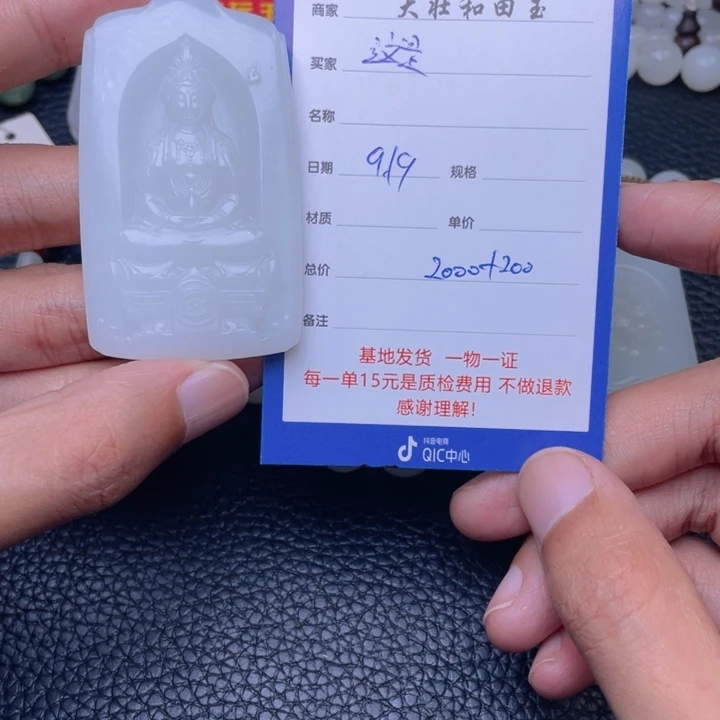 商家 大壮和田玉
买家
名称
日期 9/9 规格
材质 单价
总价 2000+200
备注
基地发货 一物一证
每一单15元是质检费用 不做退款
感谢理解!
抖音电商
QIC中心